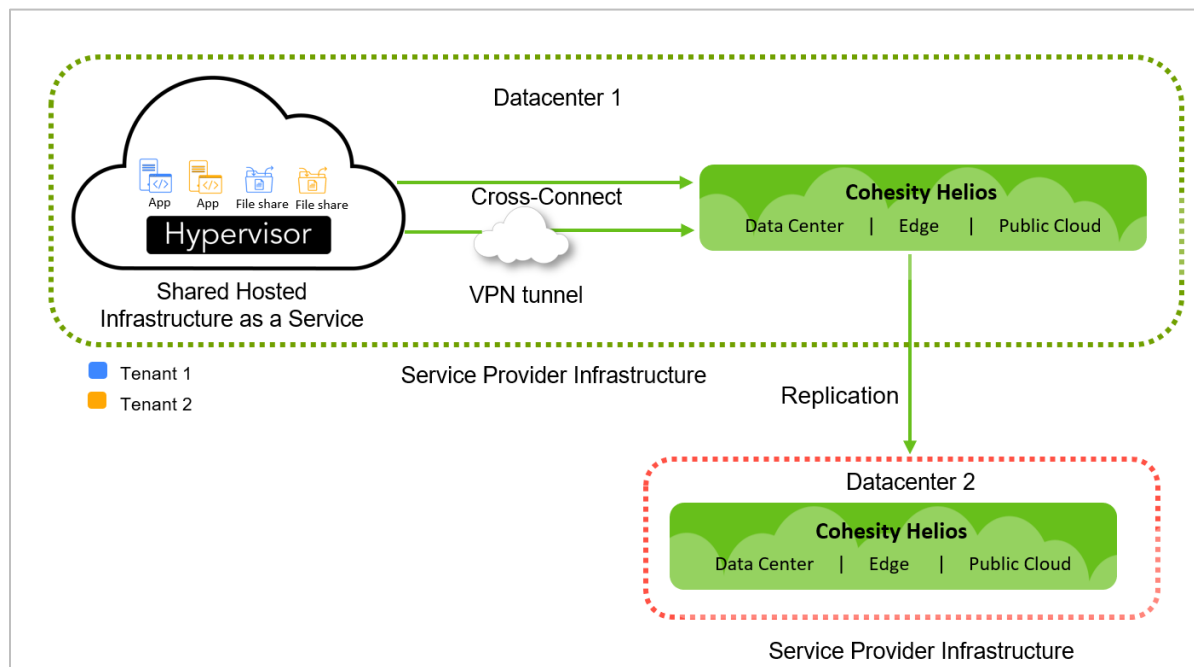 Datacenter 1
App
App
File share
File share
Hypervisor
Shared Hosted
Infrastructure as a Service
Cross-Connect
VPN tunnel
Cohesity Helios
Data Center | Edge | Public Cloud
Tenant 1
Tenant 2
Service Provider Infrastructure
Replication
Datacenter 2
Cohesity Helios
Data Center | Edge | Public Cloud
Service Provider Infrastructure